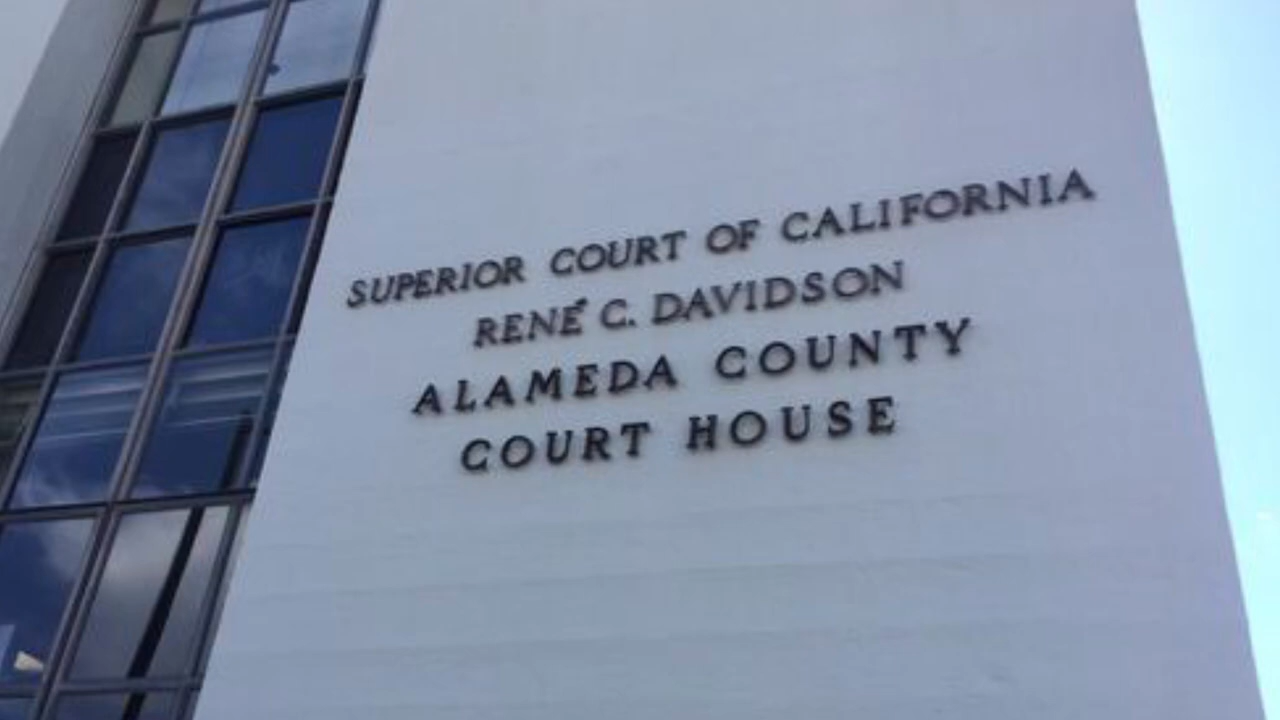 SUPERIOR COURT OF CALIFORNIA
RENÉ C. DAVIDSON
ALAMEDA COUNTY
COURT HOUSE